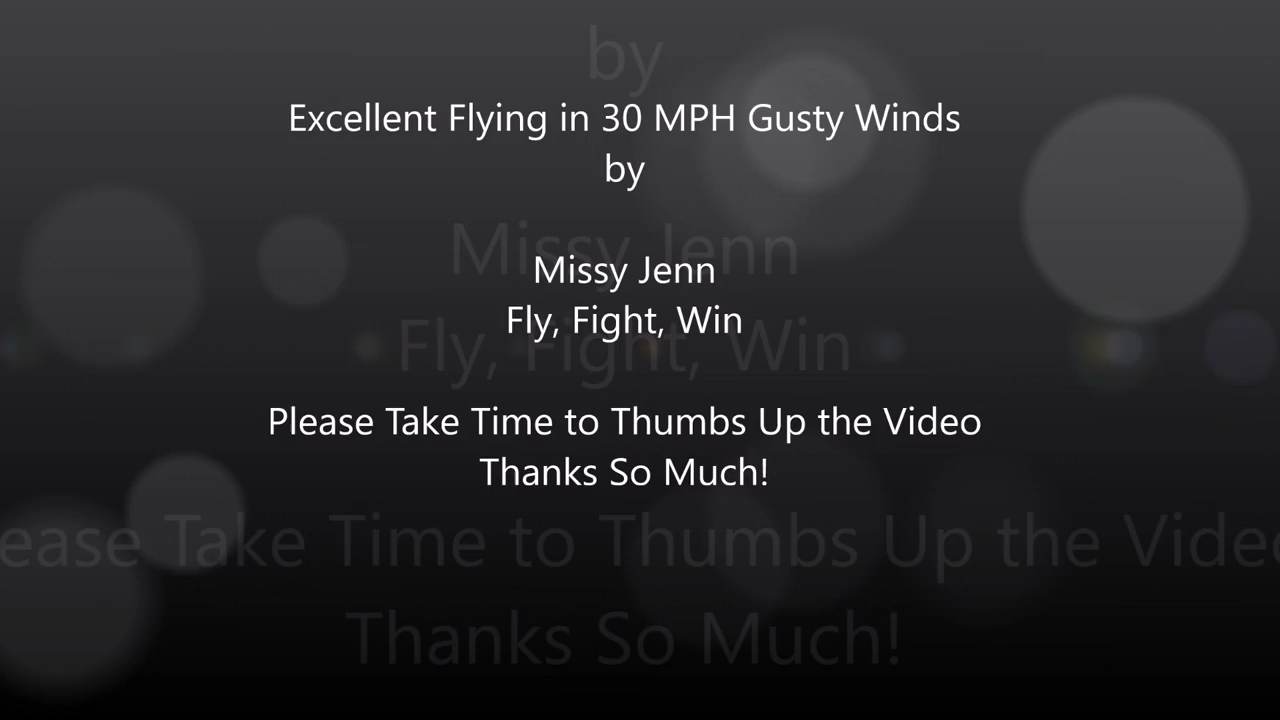 Excellent Flying in 30 MPH Gusty Winds
by
Missy Jenn
Fly, Fight, Win
Please Take Time to Thumbs Up the Video
Thanks So Much!